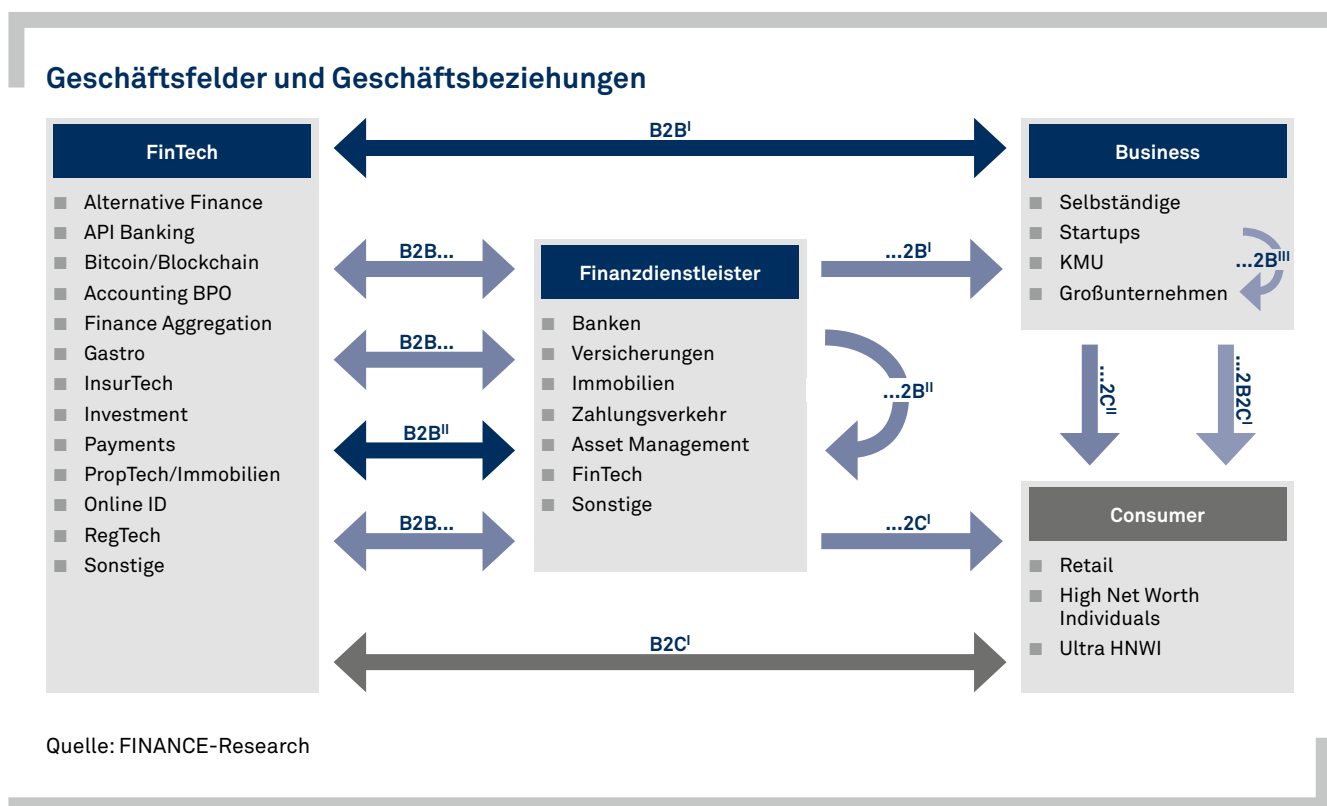 Geschäftsfelder und Geschäftsbeziehungen
FinTech
Alternative Finance
API Banking
Bitcoin/Blockchain
Accounting BPO
Finance Aggregation
Gastro
InsurTech
Investment
Payments
PropTech/Immobilien
Online ID
RegTech
Sonstige
B2Bᴵ
B2B...
B2B...
B2Bᴵᴵ
B2B...
B2Cᴵ
Finanzdienstleister
Banken
Versicherungen
Immobilien
Zahlungsverkehr
Asset Management
FinTech
Sonstige
...2Bᴵ
...2Bᴵᴵ
...2Cᴵ
Business
Selbständige
Startups
KMU
Großunternehmen
...2Bᴵᴵᴵ
...2Cᴵᴵ
...2B2Cᴵ
Consumer
Retail
High Net Worth
Individuals
Ultra HNWI
Quelle: FINANCE-Research